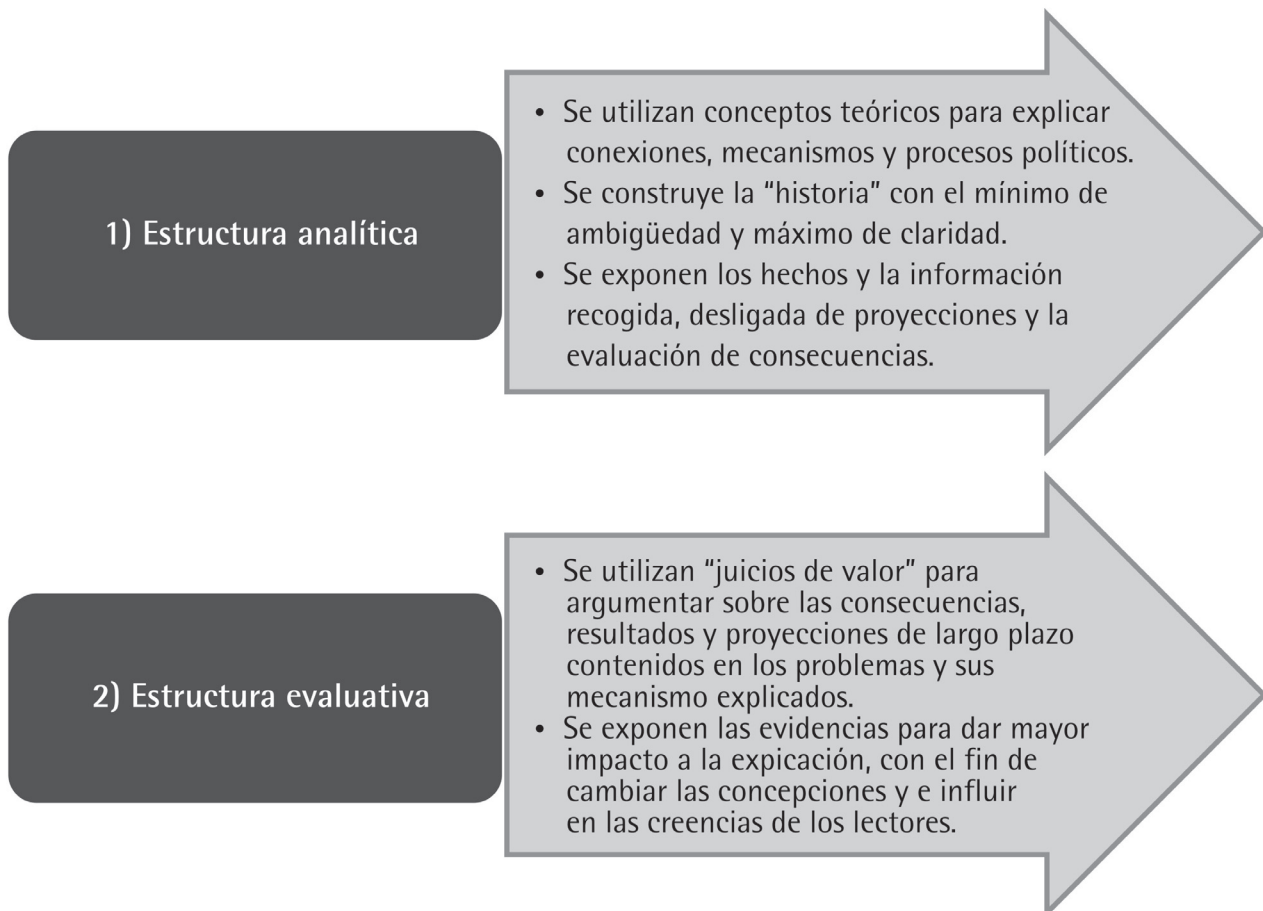 1) Estructura analítica
• Se utilizan conceptos teóricos para explicar
conexiones, mecanismos y procesos políticos.
• Se construye la "historia" con el mínimo de
ambigüedad y máximo de claridad.
• Se exponen los hechos y la información
recogida, desligada de proyecciones y la
evaluación de consecuencias.
2) Estructura evaluativa
• Se utilizan "juicios de valor" para
argumentar sobre las consecuencias,
resultados y proyecciones de largo plazo
contenidos en los problemas y sus
mecanismo explicados.
• Se exponen las evidencias para dar mayor
impacto a la expicación, con el fin de
cambiar las concepciones y e influir
en las creencias de los lectores.